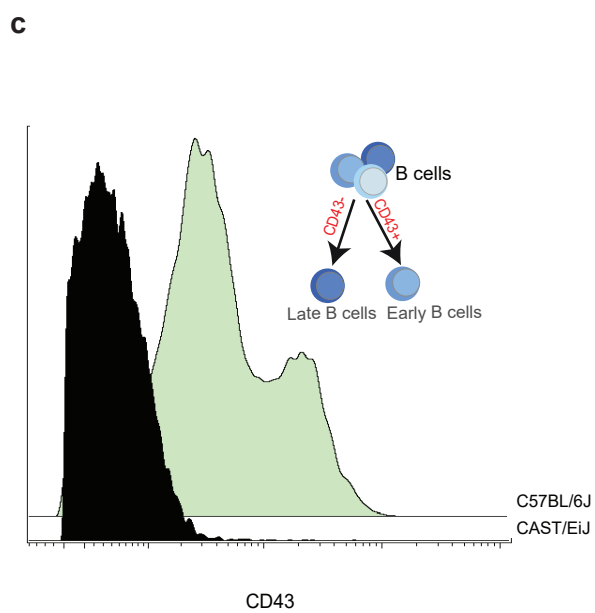 c
B cells
CD43-
CD43+
Late B cells
Early B cells
C57BL/6J
CAST/EiJ
CD43